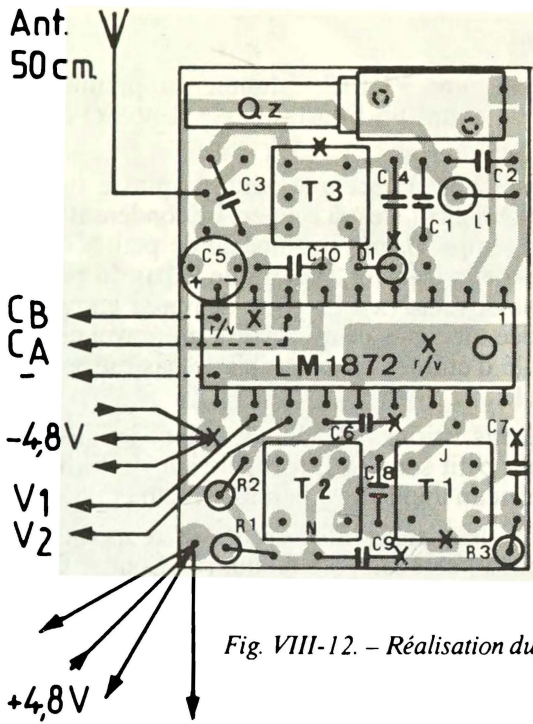 Ant.
50 cm.
Qz
C3
T3
C4
C1
C2
L1
C5
+ -
C10
D1
CB
r/v
1
CA
LM1872
r/v
-
-4,8V
C6
C7
V1
R2
T2
C8
J
T1
V2
R1
N
C9
R3
+4,8V
Fig. VIII-12. – Réalisation du